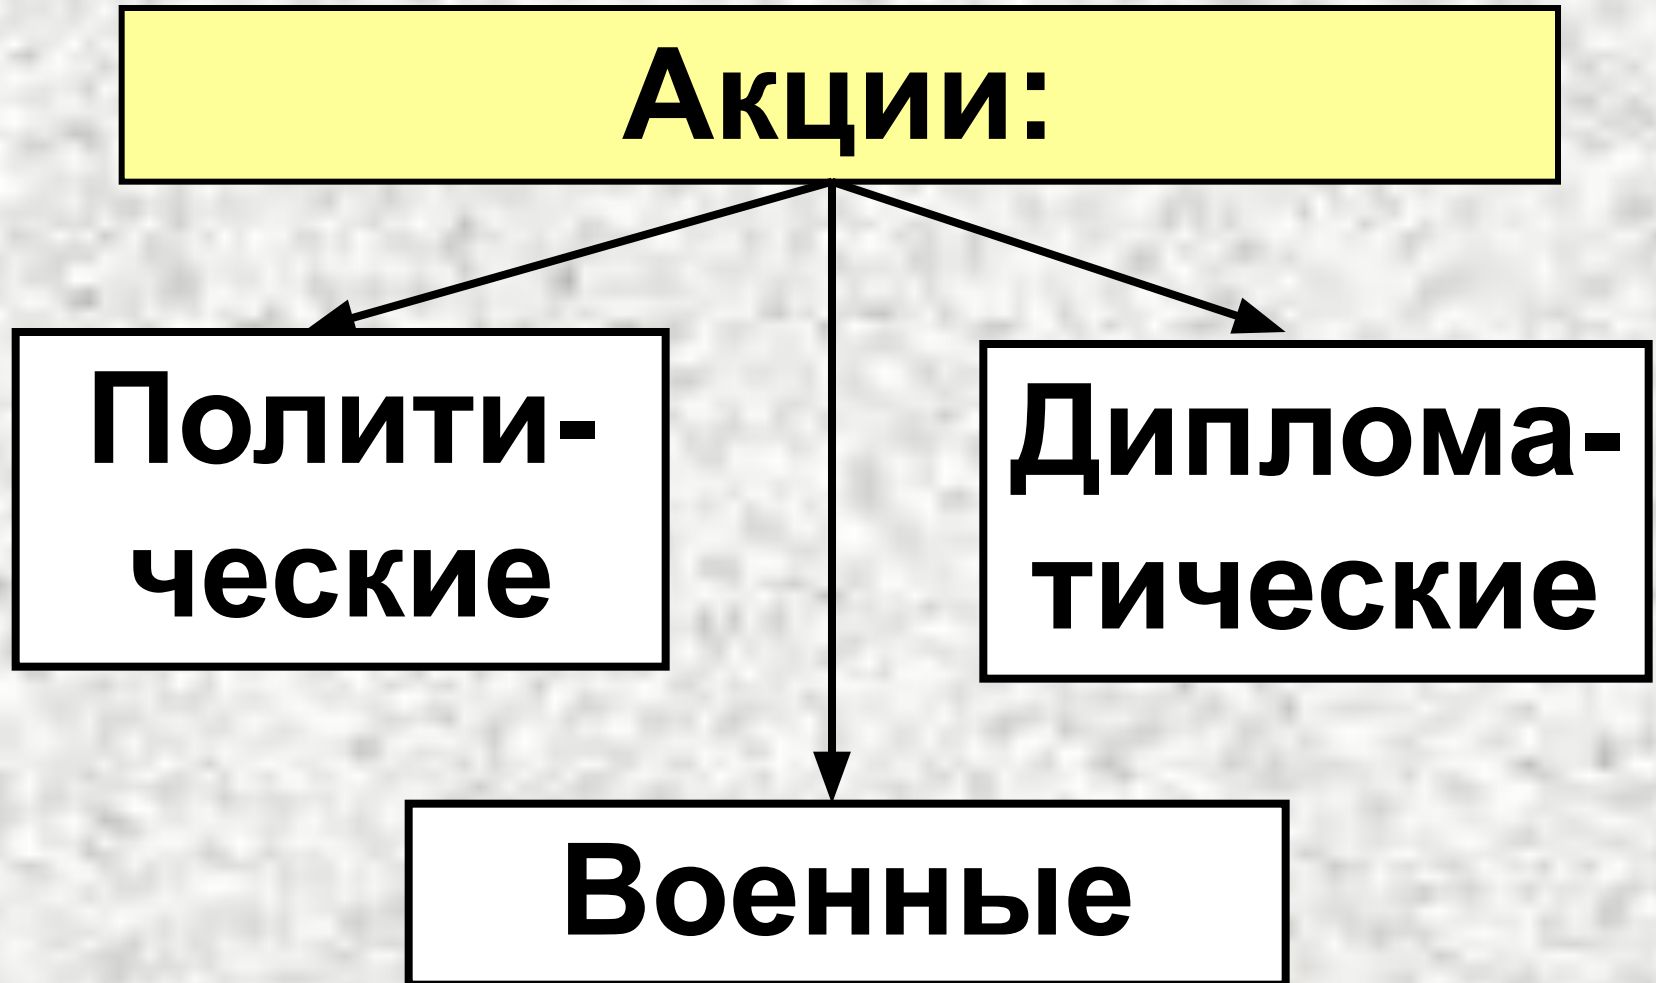 Акции:
Полити-
ческие
Диплома-
тические
Военные